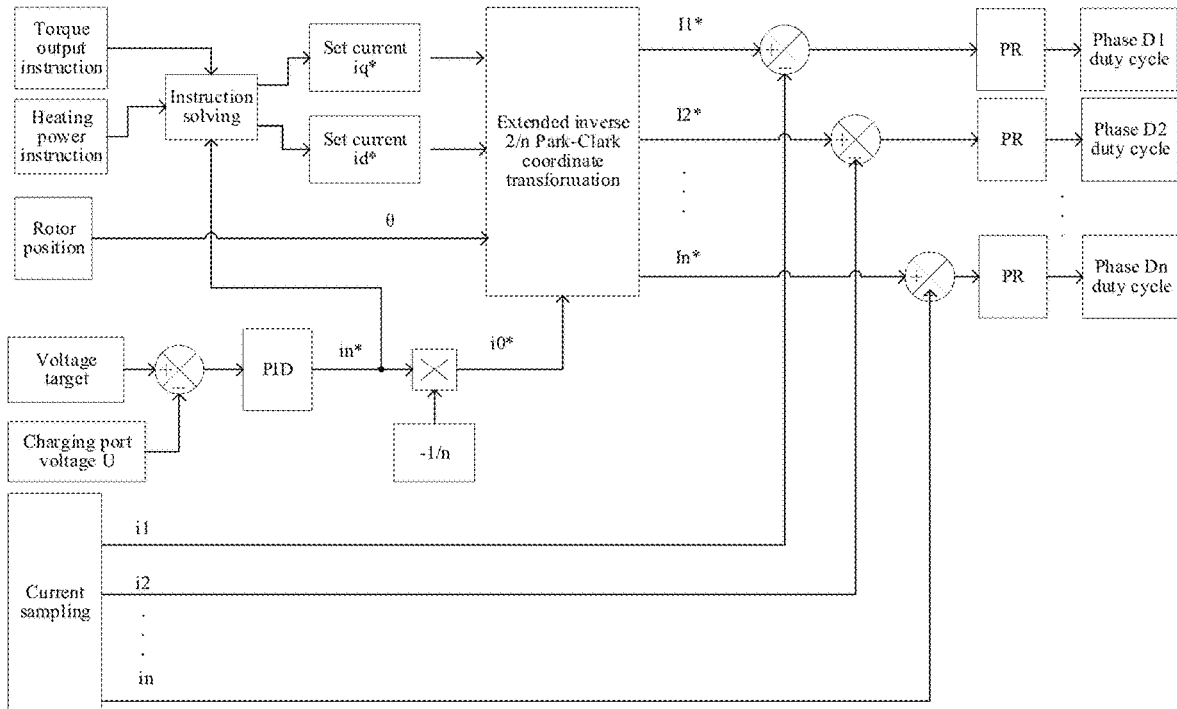 Torque
output
instruction
Heating
power
instruction
Instruction
solving
Set current
iq*
Set current
id*
Rotor
position
θ
Extended inverse
2/n Park-Clark
coordinate
transformation
I1*
I2*
.
.
.
In*
+
−
+
−
+
−
PR
PR
PR
Phase D1
duty cycle
Phase D2
duty cycle
.
.
.
Phase Dn
duty cycle
Voltage
target
+
−
PID
in*
i0*
Charging port
voltage U
-1/n
Current
sampling
i1
i2
.
.
.
in